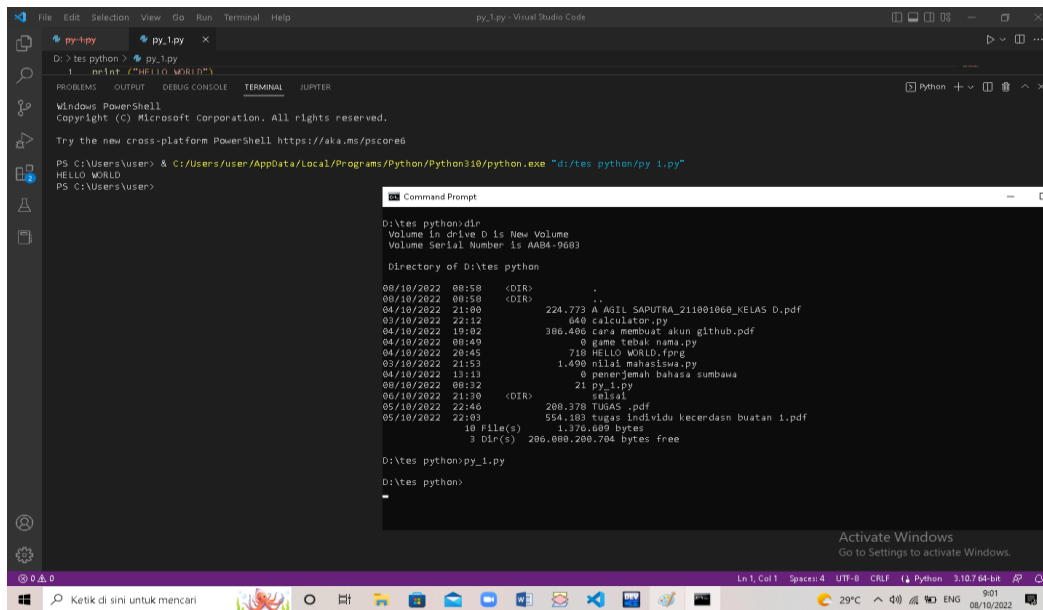 File Edit Selection View Go Run Terminal Help
py_1.py - Visual Studio Code
py 1.py
py_1.py
D: > tes python > py_1.py
1 print ("HELLO WORLD")
PROBLEMS OUTPUT DEBUG CONSOLE TERMINAL JUPYTER
Python
Windows PowerShell
Copyright (C) Microsoft Corporation. All rights reserved.
Try the new cross-platform PowerShell https://aka.ms/pscore6
PS C:\Users\user> & C:/Users/user/AppData/Local/Programs/Python/Python310/python.exe "d:/tes python/py 1.py"
HELLO WORLD
PS C:\Users\user>
2
Command Prompt
D:\tes python>dir
Volume in drive D is New Volume
Volume Serial Number is AAB4-9683
Directory of D:\tes python
08/10/2022 08:58 <DIR> .
08/10/2022 08:58 <DIR> ..
04/10/2022 21:00 224.773 A AGIL SAPUTRA_211001060_KELAS D.pdf
03/10/2022 22:12 640 calculator.py
04/10/2022 19:02 386.406 cara membuat akun github.pdf
04/10/2022 08:49 0 game tebak nama.py
04/10/2022 20:45 718 HELLO WORLD.fprg
03/10/2022 21:53 1.490 nilai mahasiswa.py
04/10/2022 13:13 0 penerjemah bahasa sumbawa
08/10/2022 08:32 21 py_1.py
06/10/2022 21:30 <DIR> selsai
05/10/2022 22:46 208.378 TUGAS .pdf
05/10/2022 22:03 554.183 tugas individu kecerdasn buatan 1.pdf
10 File(s) 1.376.609 bytes
3 Dir(s) 206.080.200.704 bytes free
D:\tes python>py_1.py
D:\tes python>
Activate Windows
Go to Settings to activate Windows.
0 0
Ln 1, Col 1 Spaces: 4 UTF-8 CRLF Python 3.10.7 64-bit
Ketik di sini untuk mencari
29°C ENG
9:01
08/10/2022